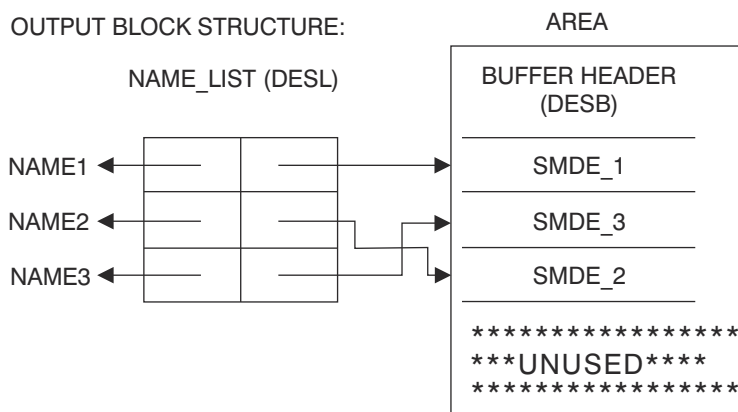 OUTPUT BLOCK STRUCTURE:
AREA
NAME_LIST (DESL)
BUFFER HEADER
(DESB)
NAME1
SMDE_1
NAME2
SMDE_3
NAME3
SMDE_2
*****************
***UNUSED****
*****************